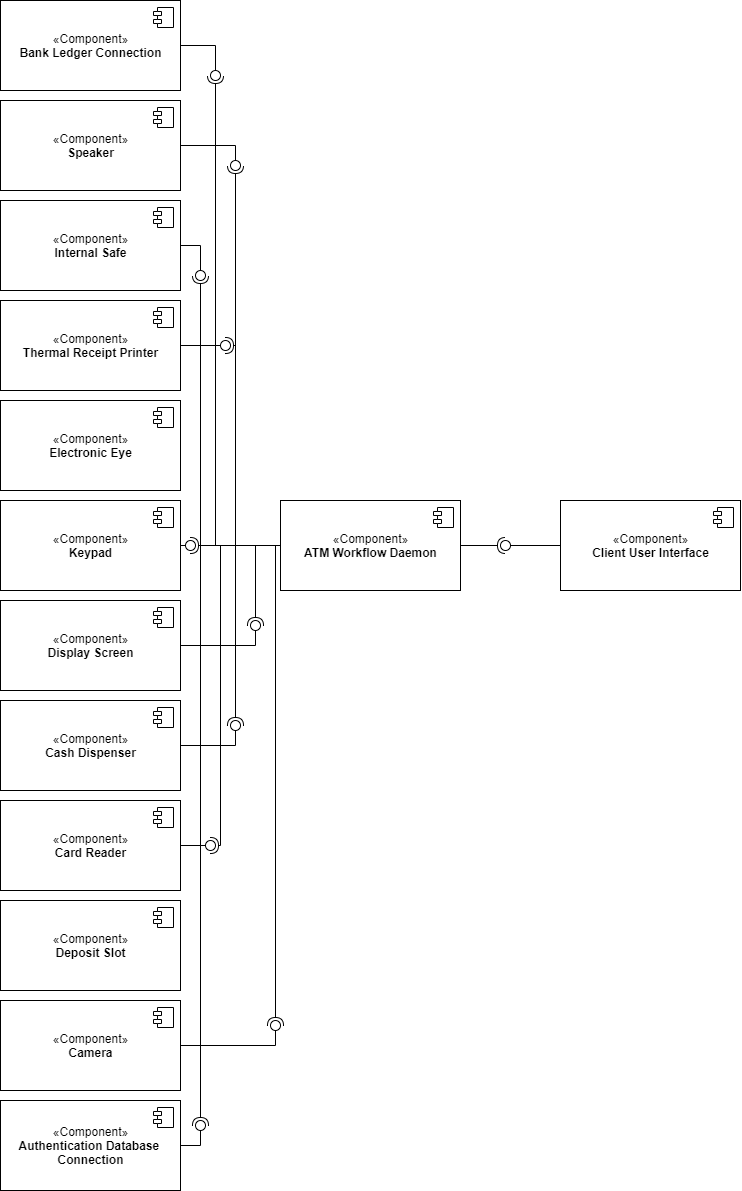 «Component»
Bank Ledger Connection
«Component»
Speaker
«Component»
Internal Safe
«Component»
Thermal Receipt Printer
«Component»
Electronic Eye
«Component»
Keypad
«Component»
ATM Workflow Daemon
«Component»
Client User Interface
«Component»
Display Screen
«Component»
Cash Dispenser
«Component»
Card Reader
«Component»
Deposit Slot
«Component»
Camera
«Component»
Authentication Database
Connection